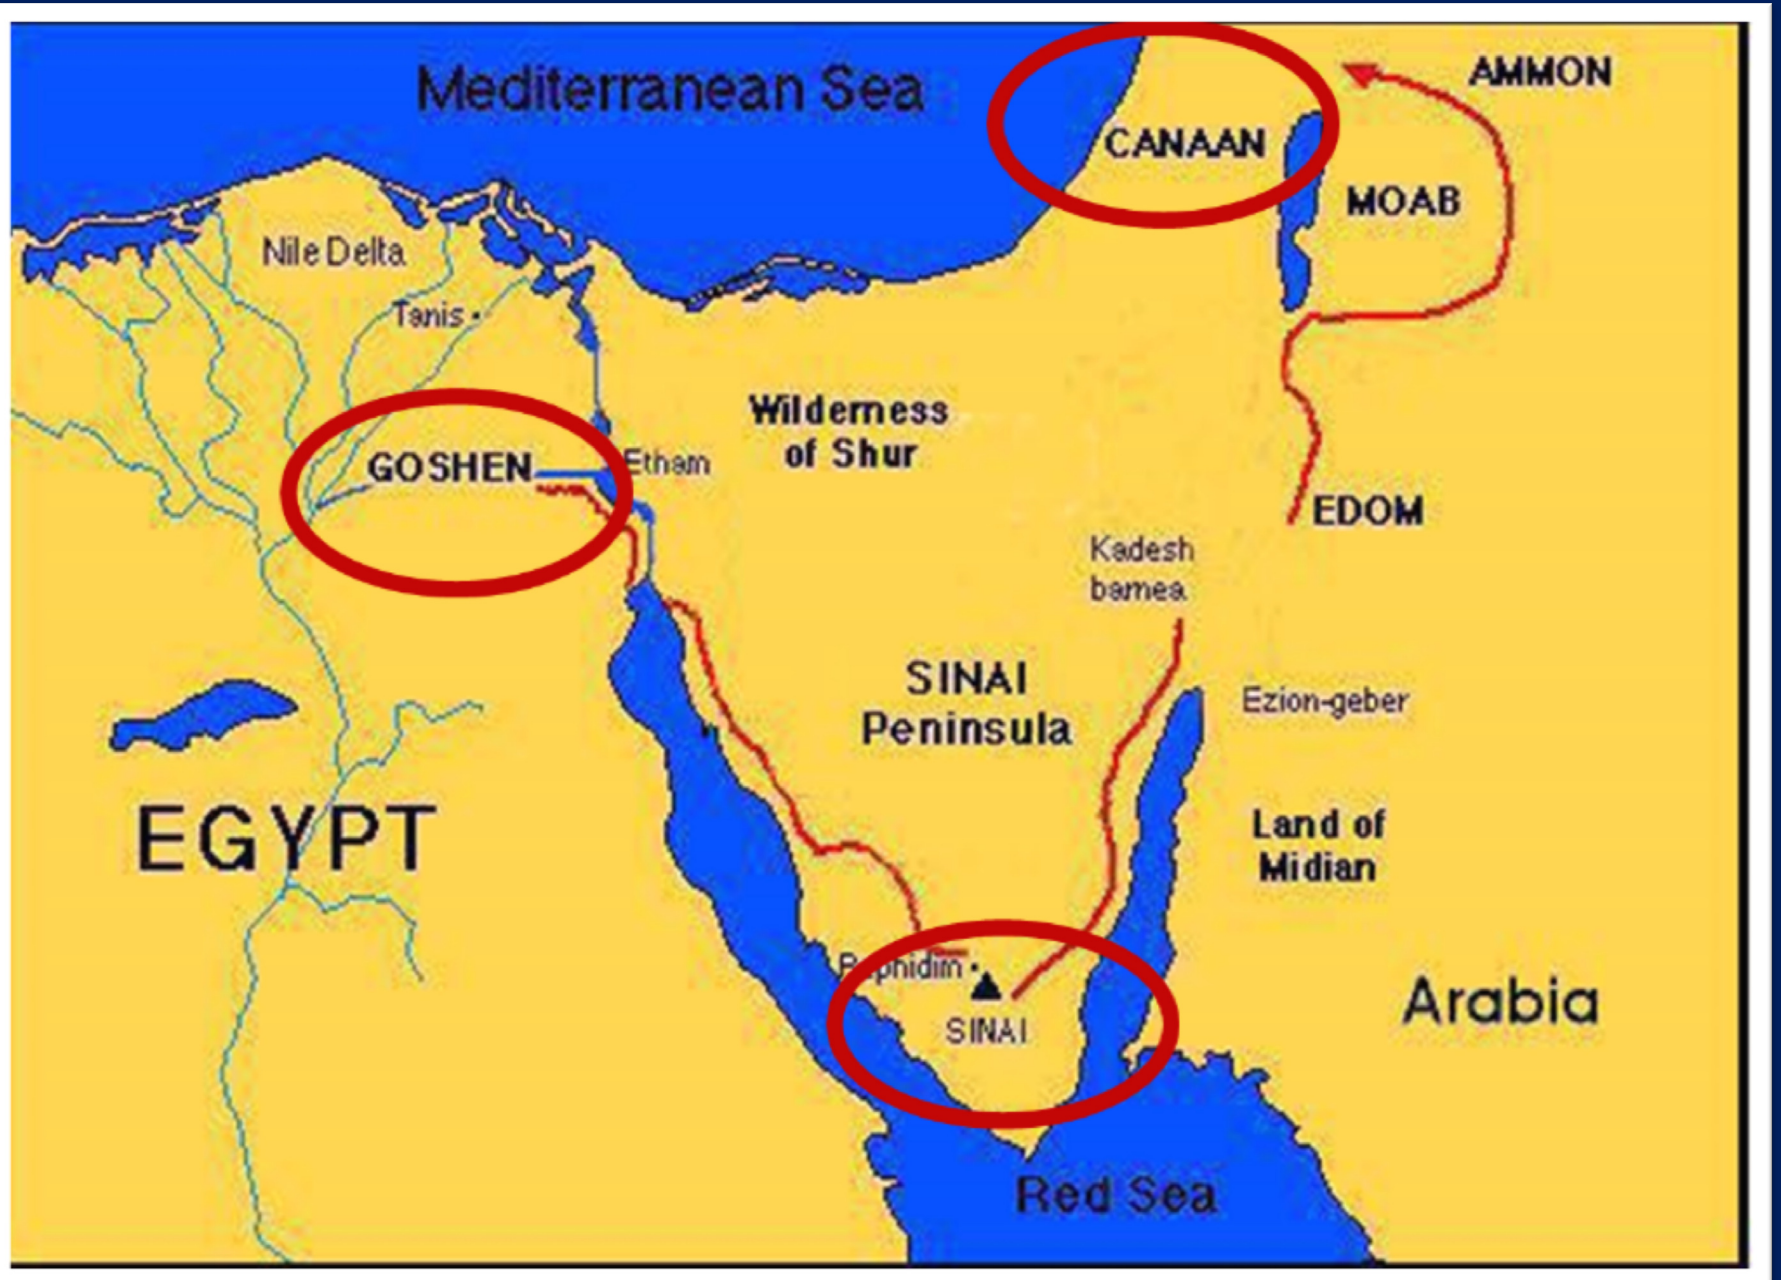 Mediterranean Sea
AMMON
CANAAN
MOAB
Nile Delta
Tanis
Wilderness
of Shur
GOSHEN
Etham
EDOM
Kadesh
barnea
SINAI
Peninsula
Ezion-geber
EGYPT
Land of
Midian
Rephidim
SINAI
Arabia
Red Sea